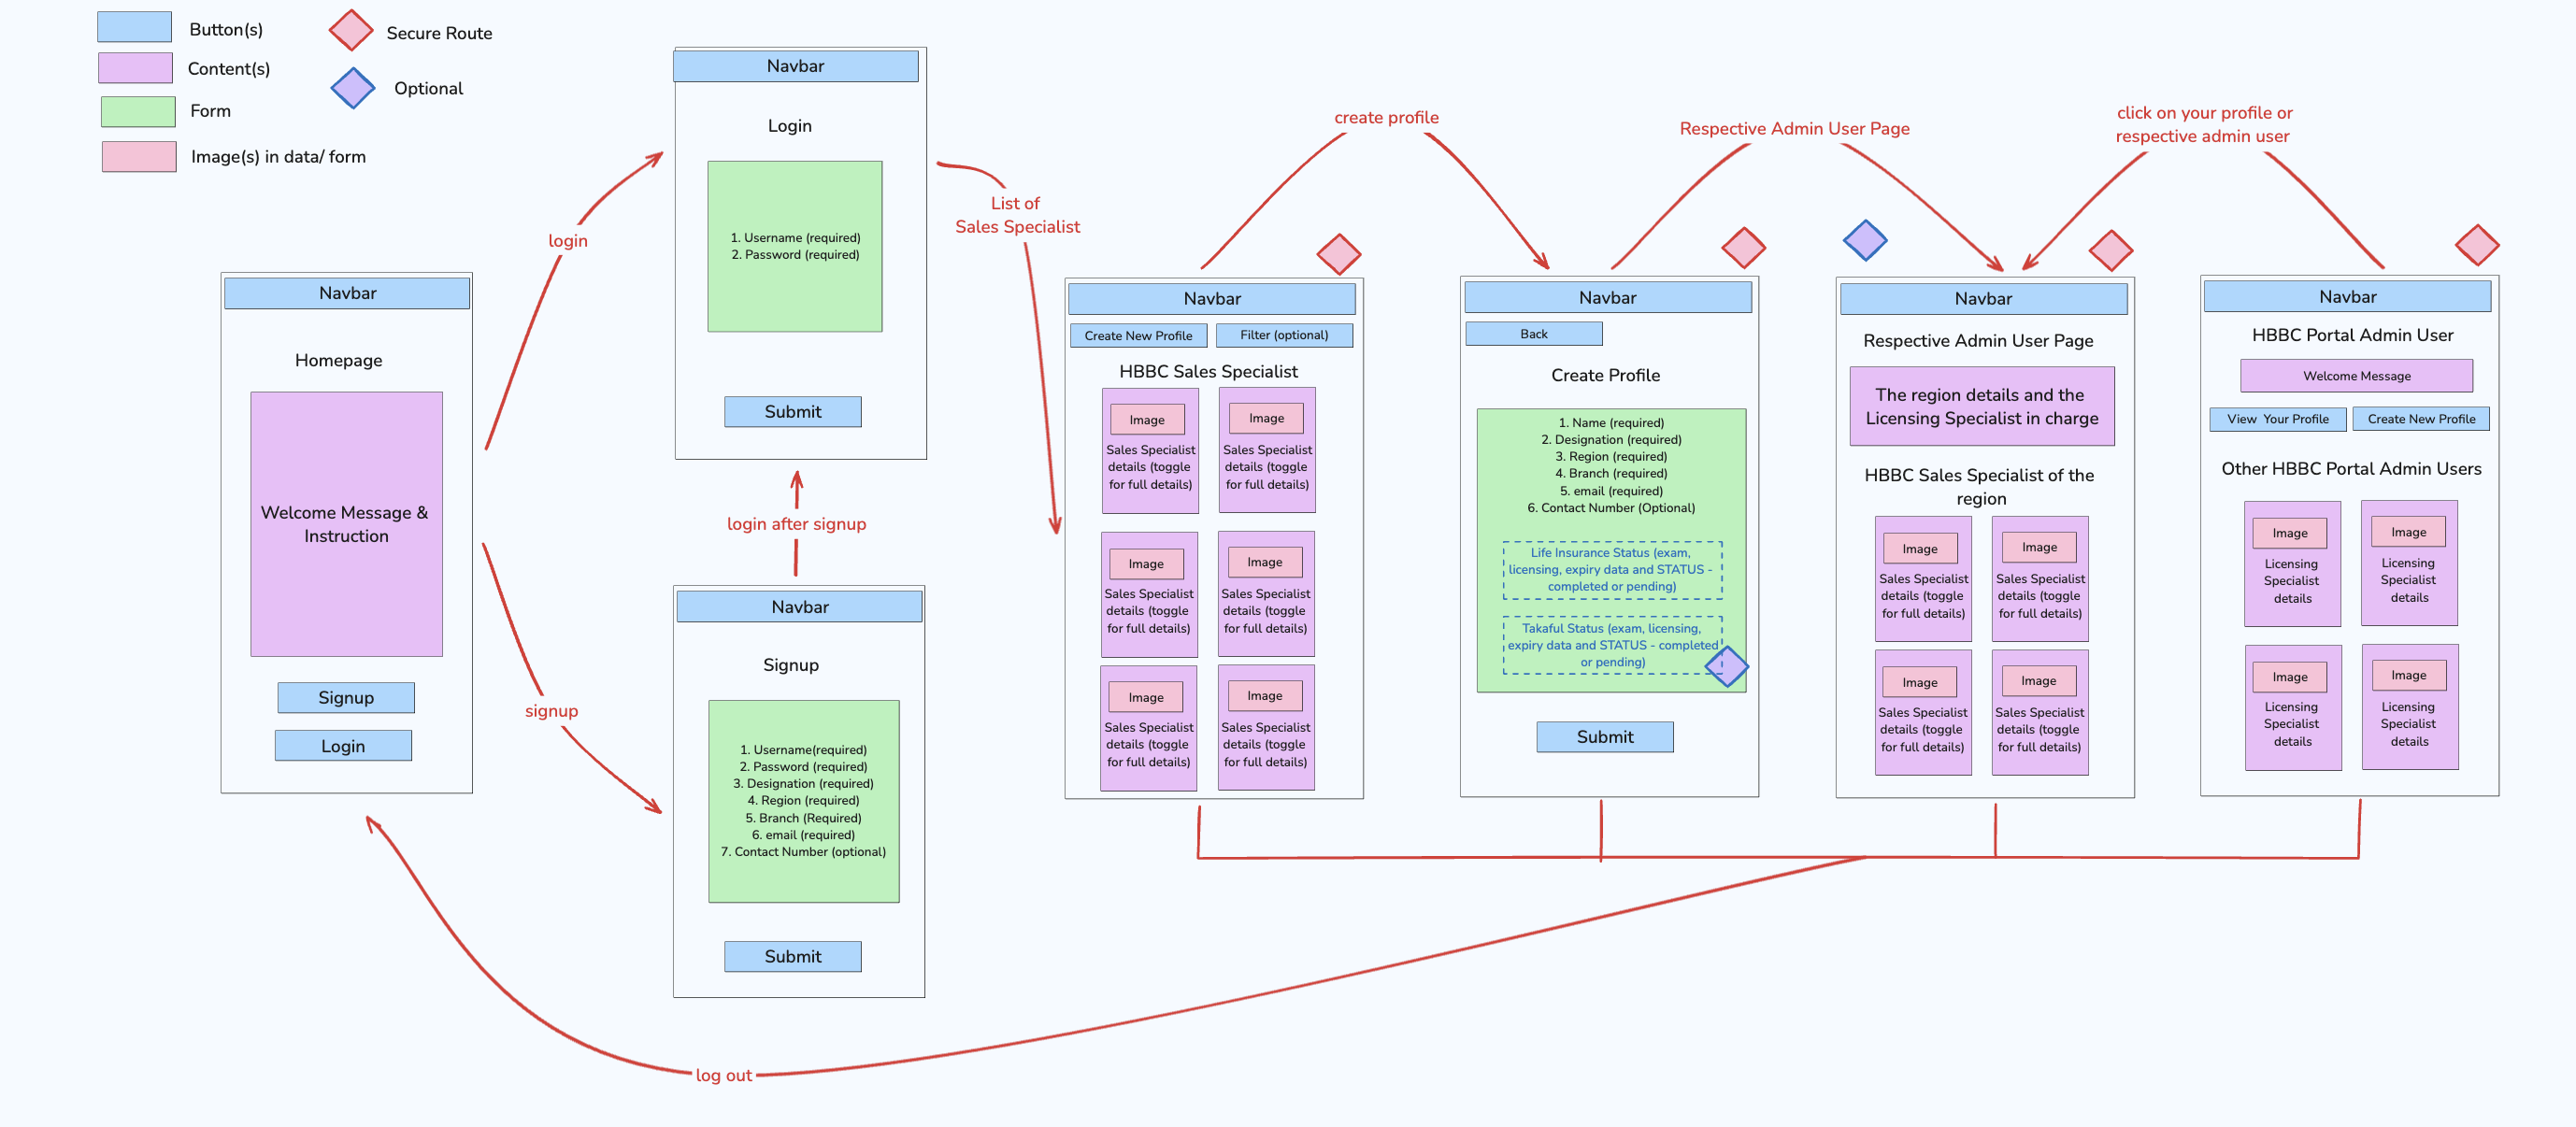 Button(s)
Content(s)
Form
Image(s) in data/ form
Secure Route
Optional
Navbar
Homepage
Welcome Message &
Instruction
Signup
Login
login
signup
Navbar
Login
1. Username (required)
2. Password (required)
Submit
login after signup
Navbar
Signup
1. Username(required)
2. Password (required)
3. Designation (required)
4. Region (required)
5. Branch (Required)
6. email (required)
7. Contact Number (optional)
Submit
List of
Sales Specialist
Navbar
Create New Profile
Filter (optional)
HBBC Sales Specialist
Image
Sales Specialist
details (toggle
for full details)
Image
Sales Specialist
details (toggle
for full details)
Image
Sales Specialist
details (toggle
for full details)
Image
Sales Specialist
details (toggle
for full details)
Image
Sales Specialist
details (toggle
for full details)
Image
Sales Specialist
details (toggle
for full details)
create profile
Navbar
Back
Create Profile
1. Name (required)
2. Designation (required)
3. Region (required)
4. Branch (required)
5. email (required)
6. Contact Number (Optional)
Life Insurance Status (exam,
licensing, expiry data and STATUS -
completed or pending)
Takaful Status (exam, licensing,
expiry data and STATUS - completed
or pending)
Submit
Respective Admin User Page
Navbar
Respective Admin User Page
The region details and the
Licensing Specialist in charge
HBBC Sales Specialist of the
region
Image
Sales Specialist
details (toggle
for full details)
Image
Sales Specialist
details (toggle
for full details)
Image
Sales Specialist
details (toggle
for full details)
Image
Sales Specialist
details (toggle
for full details)
click on your profile or
respective admin user
Navbar
HBBC Portal Admin User
Welcome Message
View Your Profile
Create New Profile
Other HBBC Portal Admin Users
Image
Licensing
Specialist
details
Image
Licensing
Specialist
details
Image
Licensing
Specialist
details
Image
Licensing
Specialist
details
log out